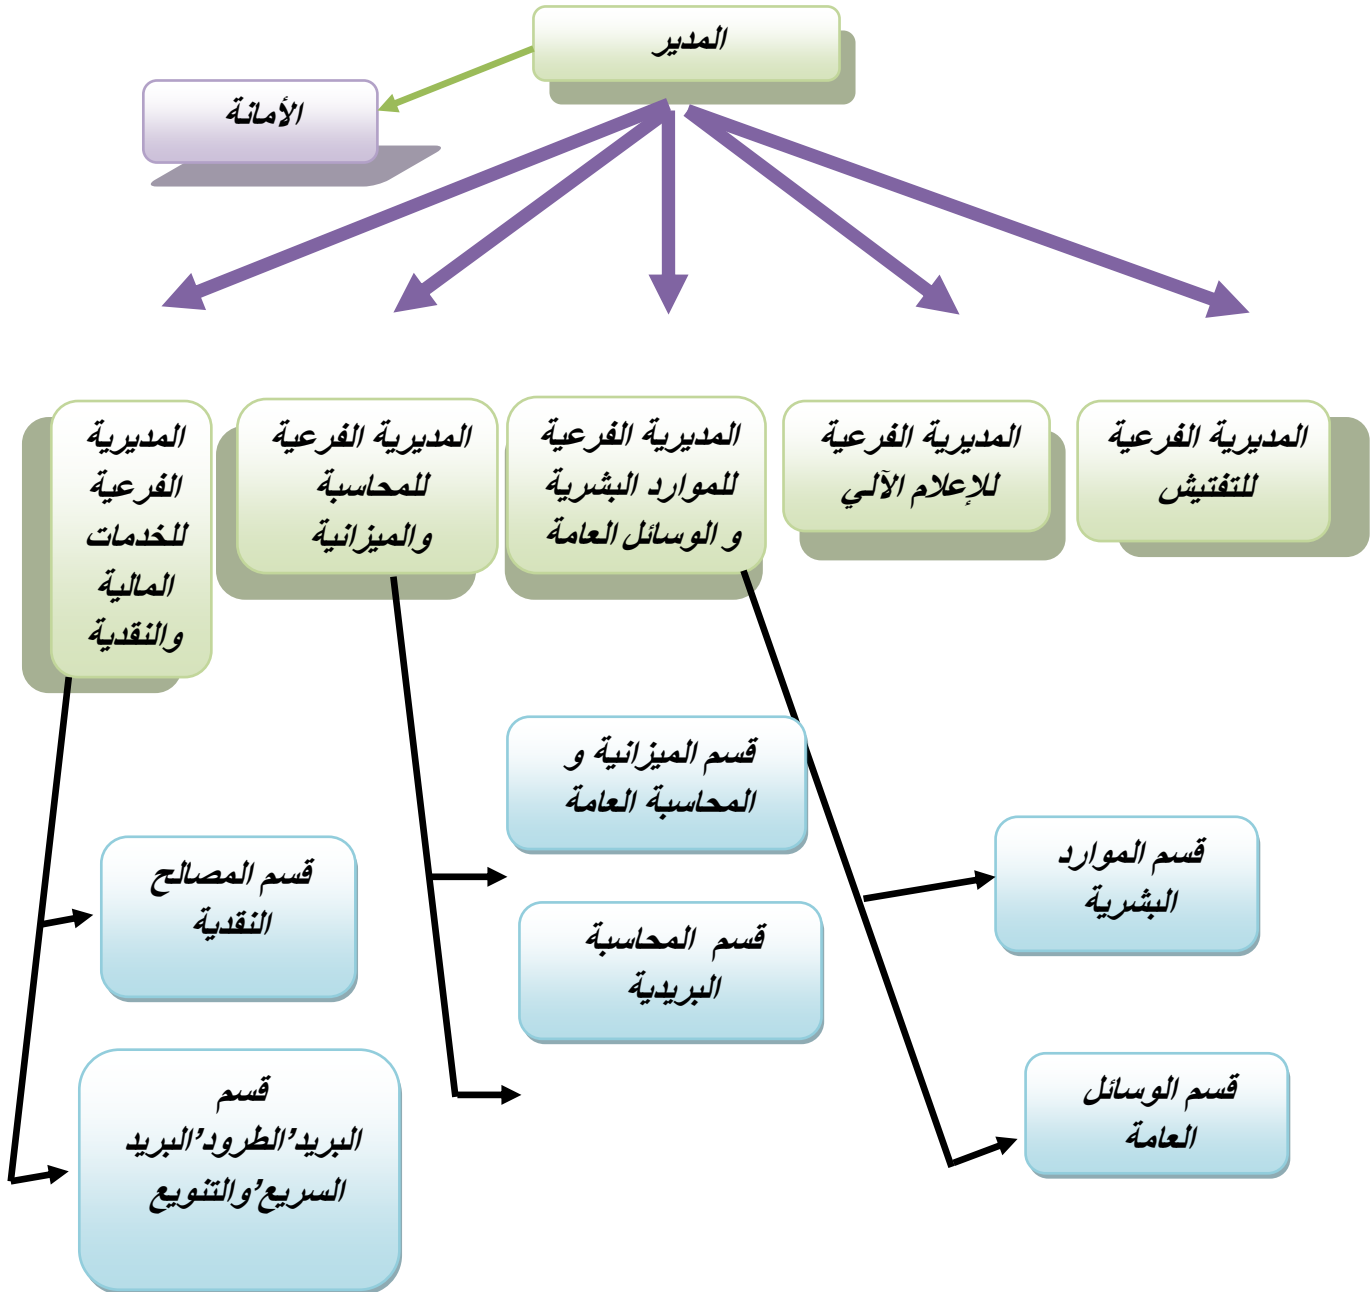 المدير
الأمانة
المديرية الفرعية
للتفتيش
المديرية الفرعية
للإعلام الآلي
المديرية الفرعية
للموارد البشرية
و الوسائل العامة
المديرية الفرعية
للمحاسبة
والميزانية
المديرية
الفرعية
للخدمات
المالية
والنقدية
قسم الميزانية و
المحاسبة العامة
قسم الموارد
البشرية
قسم المصالح
النقدية
قسم المحاسبة
البريدية
قسم الوسائل
العامة
قسم
البريد’الطرود’البريد
السريع’والتنويع